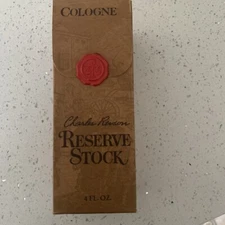 COLOGNE
Charles Revson
RESERVE
STOCK
4 FL. OZ.